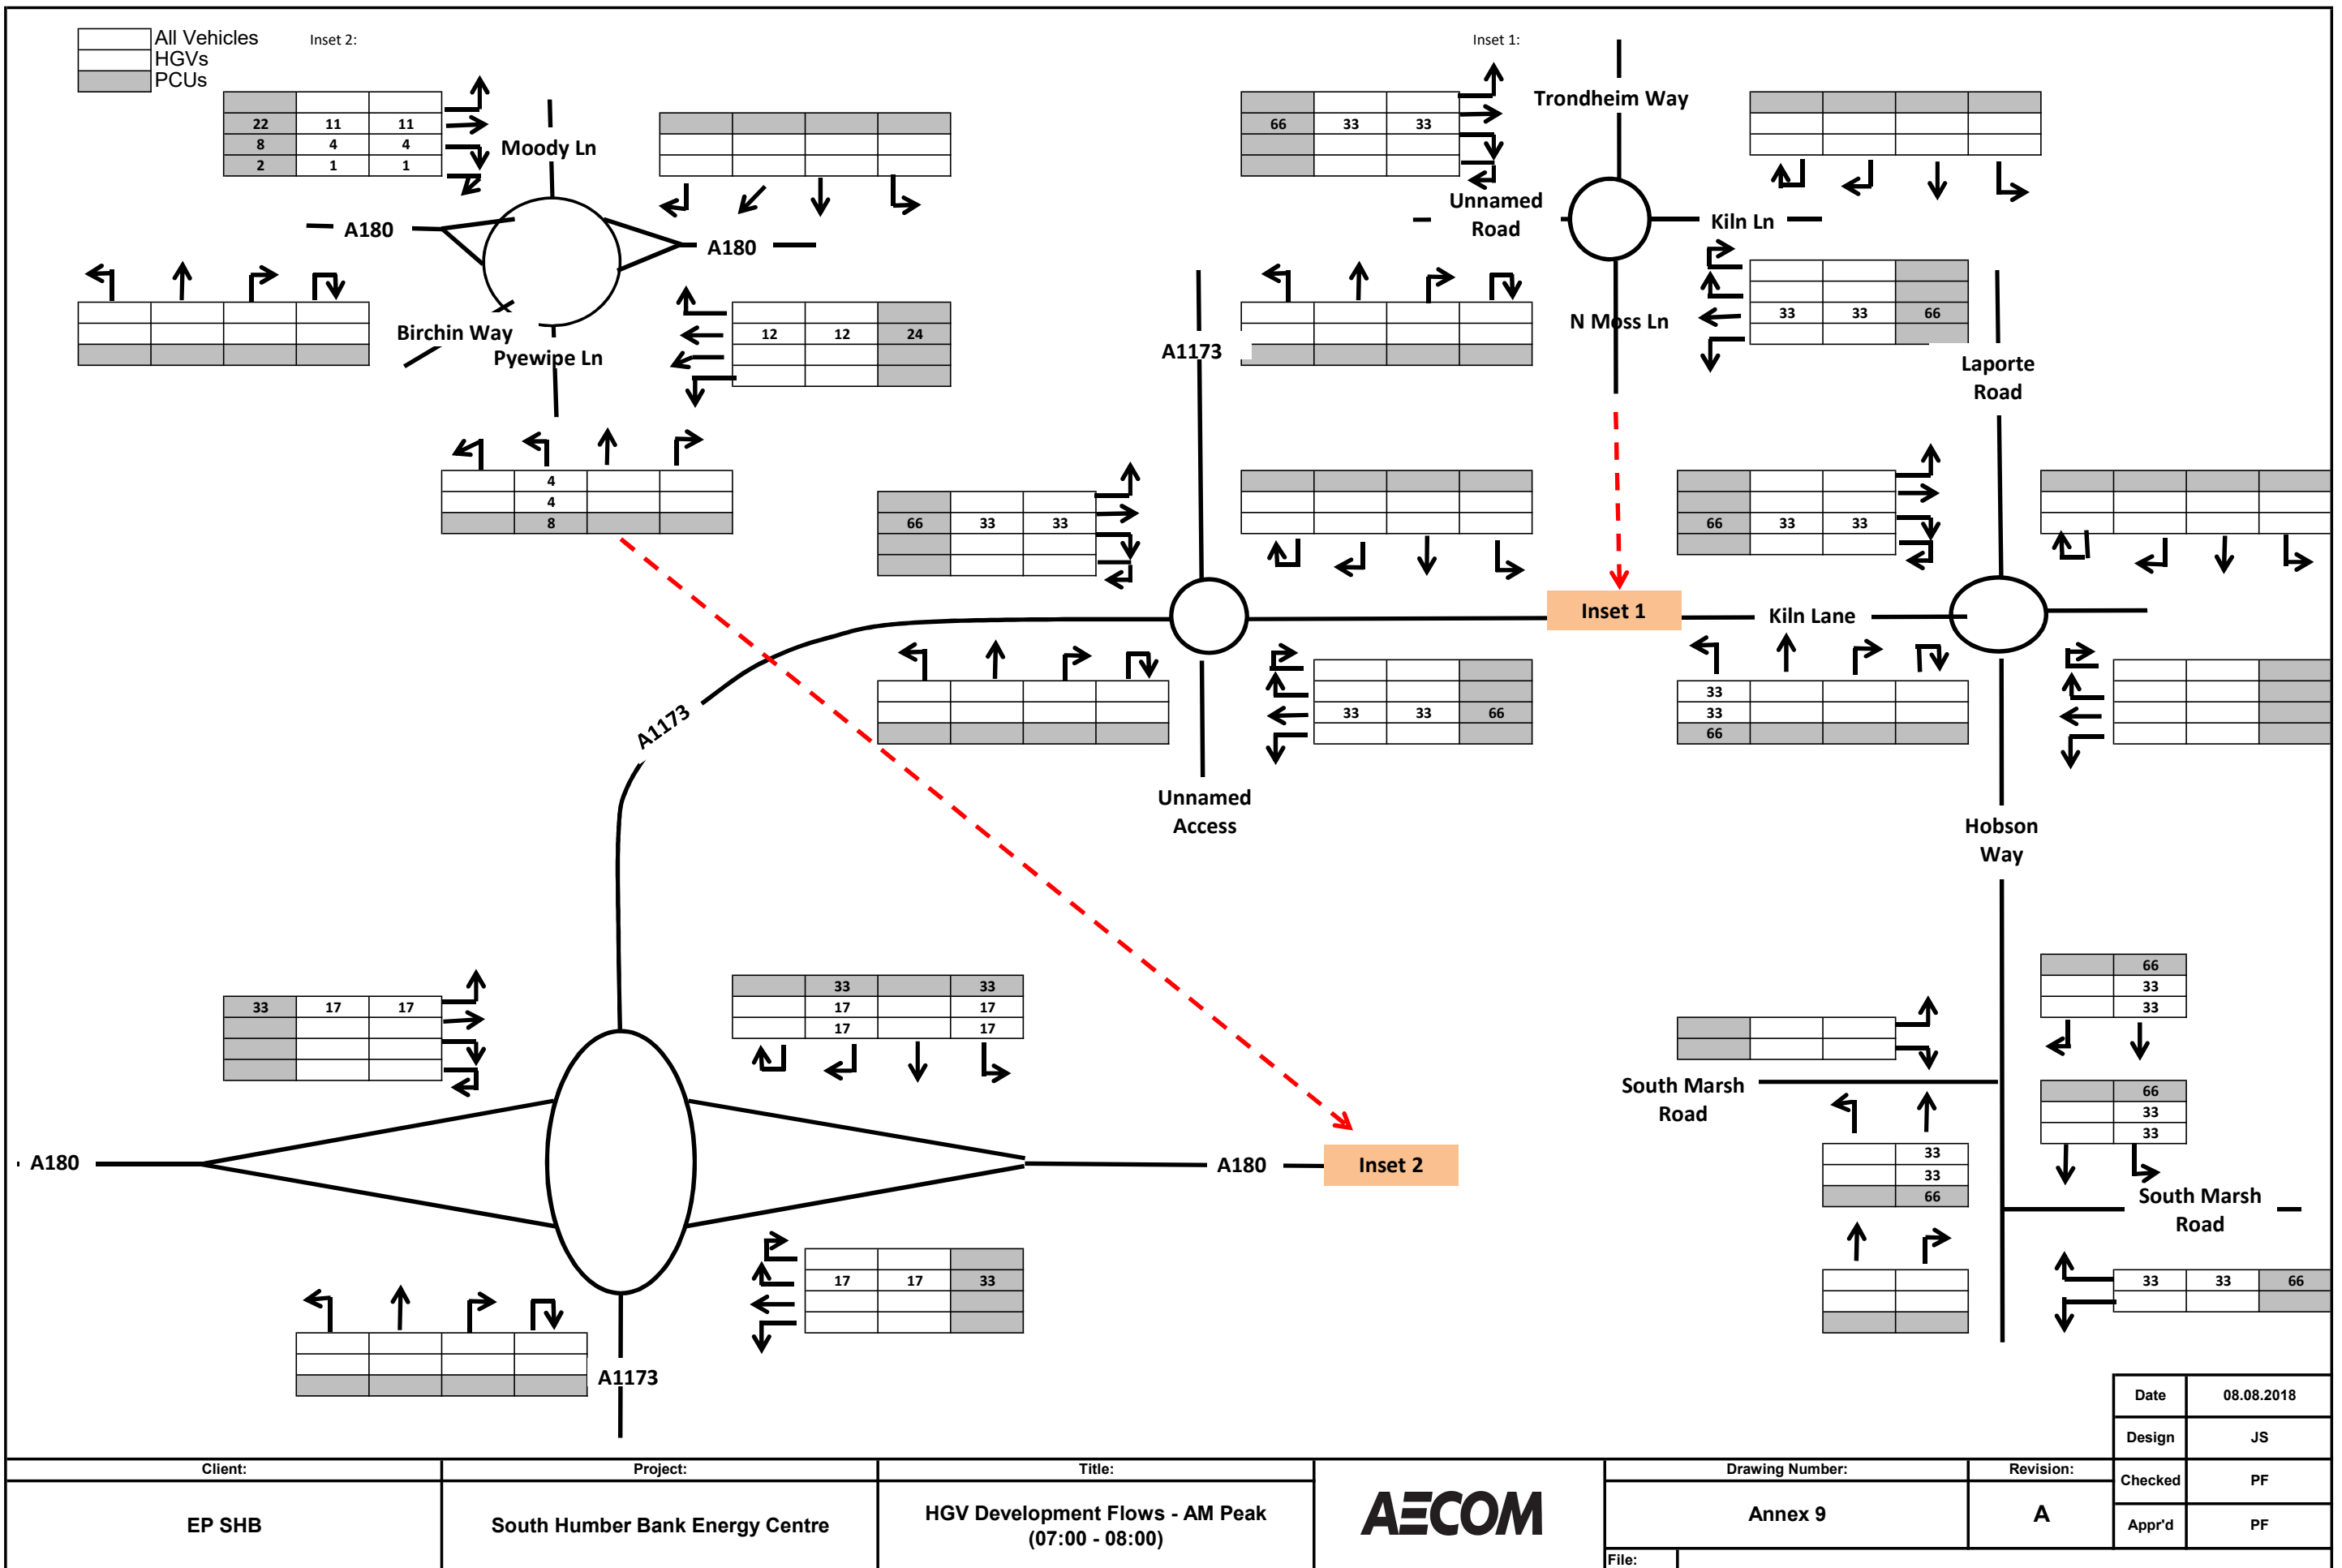 All Vehicles
HGVs
PCUs
Inset 2:
22 11 11
8 4 4
2 1 1
Moody Ln
A180
A180
Birchin Way
Pyewipe Ln
12 12 24
4
4
8
Inset 1:
66 33 33
Trondheim Way
Unnamed
Road
Kiln Ln
N Moss Ln
33 33 66
A1173
Laporte
Road
66 33 33
66 33 33
Inset 1
Kiln Lane
33 33 66
33
33
66
A1173
Unnamed
Access
Hobson
Way
33 17 17
33 33
17 17
17 17
A180
A180
Inset 2
17 17 33
A1173
66
33
33
South Marsh
Road
66
33
33
33
33
66
South Marsh
Road
33 33 66
Date 08.08.2018
Design JS
Checked PF
Appr'd PF
Client:
EP SHB
Project:
South Humber Bank Energy Centre
Title:
HGV Development Flows - AM Peak
(07:00 - 08:00)
AECOM
Drawing Number:
Annex 9
Revision:
A
File: